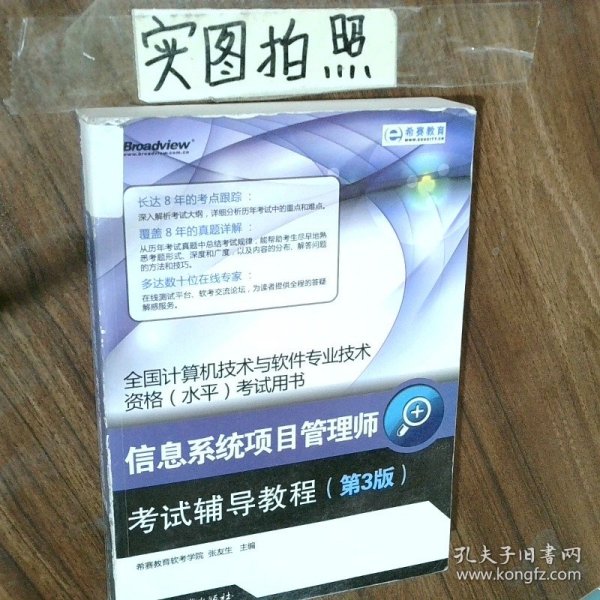 实图拍照
Broadview®
www.broadview.com.cn
希赛教育
www.educity.cn
长达8年的考点跟踪：
深入解析考试大纲，详细分析历年考试中的重点和难点。
覆盖8年的真题详解：
从历年考试真题中总结考试规律，能帮助考生尽早地熟
悉考题形式、深度和广度，以及内容的分布、解答问题
的方法和技巧。
多达数十位在线专家：
在线测试平台、软考交流论坛，为读者提供全程的答疑
解惑服务。
全国计算机技术与软件专业技术
资格（水平）考试用书
信息系统项目管理师
考试辅导教程（第3版）
希赛教育软考学院 张友生 主编
孔夫子旧书网
www.kongfz.com